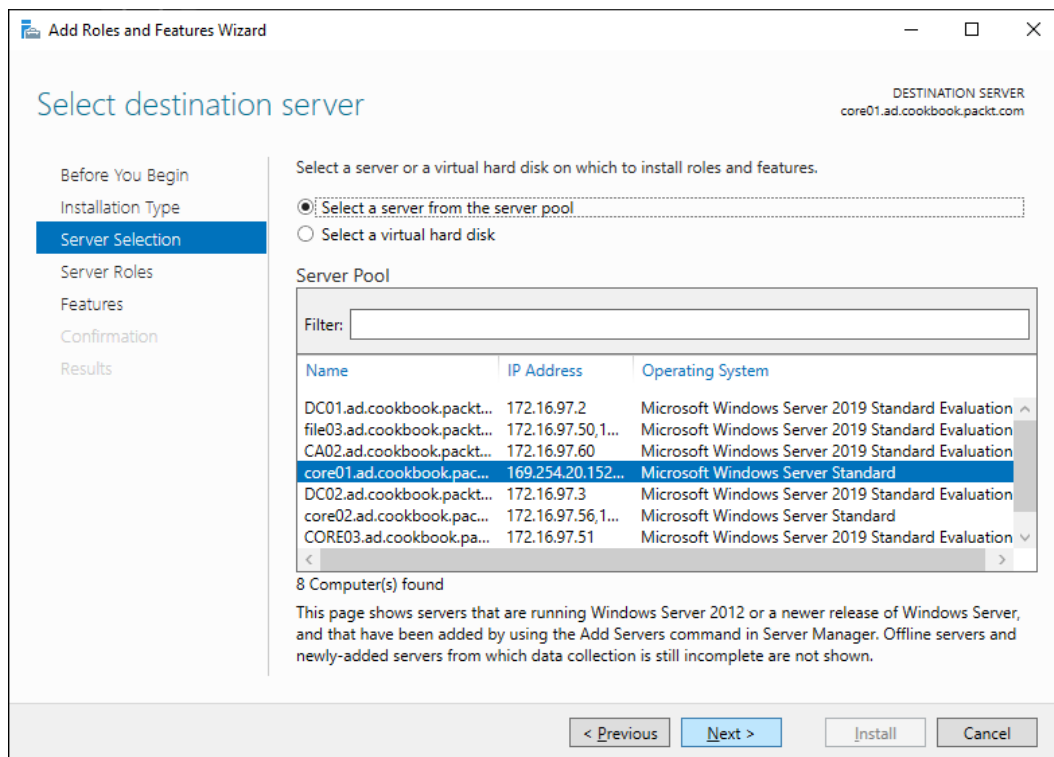 Add Roles and Features Wizard
Select destination server
DESTINATION SERVER
core01.ad.cookbook.packt.com
Before You Begin
Installation Type
Server Selection
Server Roles
Features
Confirmation
Results
Select a server or a virtual hard disk on which to install roles and features.
Select a server from the server pool
Select a virtual hard disk
Server Pool
Filter:
Name IP Address Operating System
DC01.ad.cookbook.packt... 172.16.97.2 Microsoft Windows Server 2019 Standard Evaluation
file03.ad.cookbook.packt... 172.16.97.50,1... Microsoft Windows Server 2019 Standard Evaluation
CA02.ad.cookbook.packt... 172.16.97.60 Microsoft Windows Server 2019 Standard Evaluation
core01.ad.cookbook.pac... 169.254.20.152... Microsoft Windows Server Standard
DC02.ad.cookbook.packt... 172.16.97.3 Microsoft Windows Server 2019 Standard Evaluation
core02.ad.cookbook.pac... 172.16.97.56,1... Microsoft Windows Server Standard
CORE03.ad.cookbook.pa... 172.16.97.51 Microsoft Windows Server 2019 Standard Evaluation
8 Computer(s) found
This page shows servers that are running Windows Server 2012 or a newer release of Windows Server,
and that have been added by using the Add Servers command in Server Manager. Offline servers and
newly-added servers from which data collection is still incomplete are not shown.
< Previous Next > Install Cancel